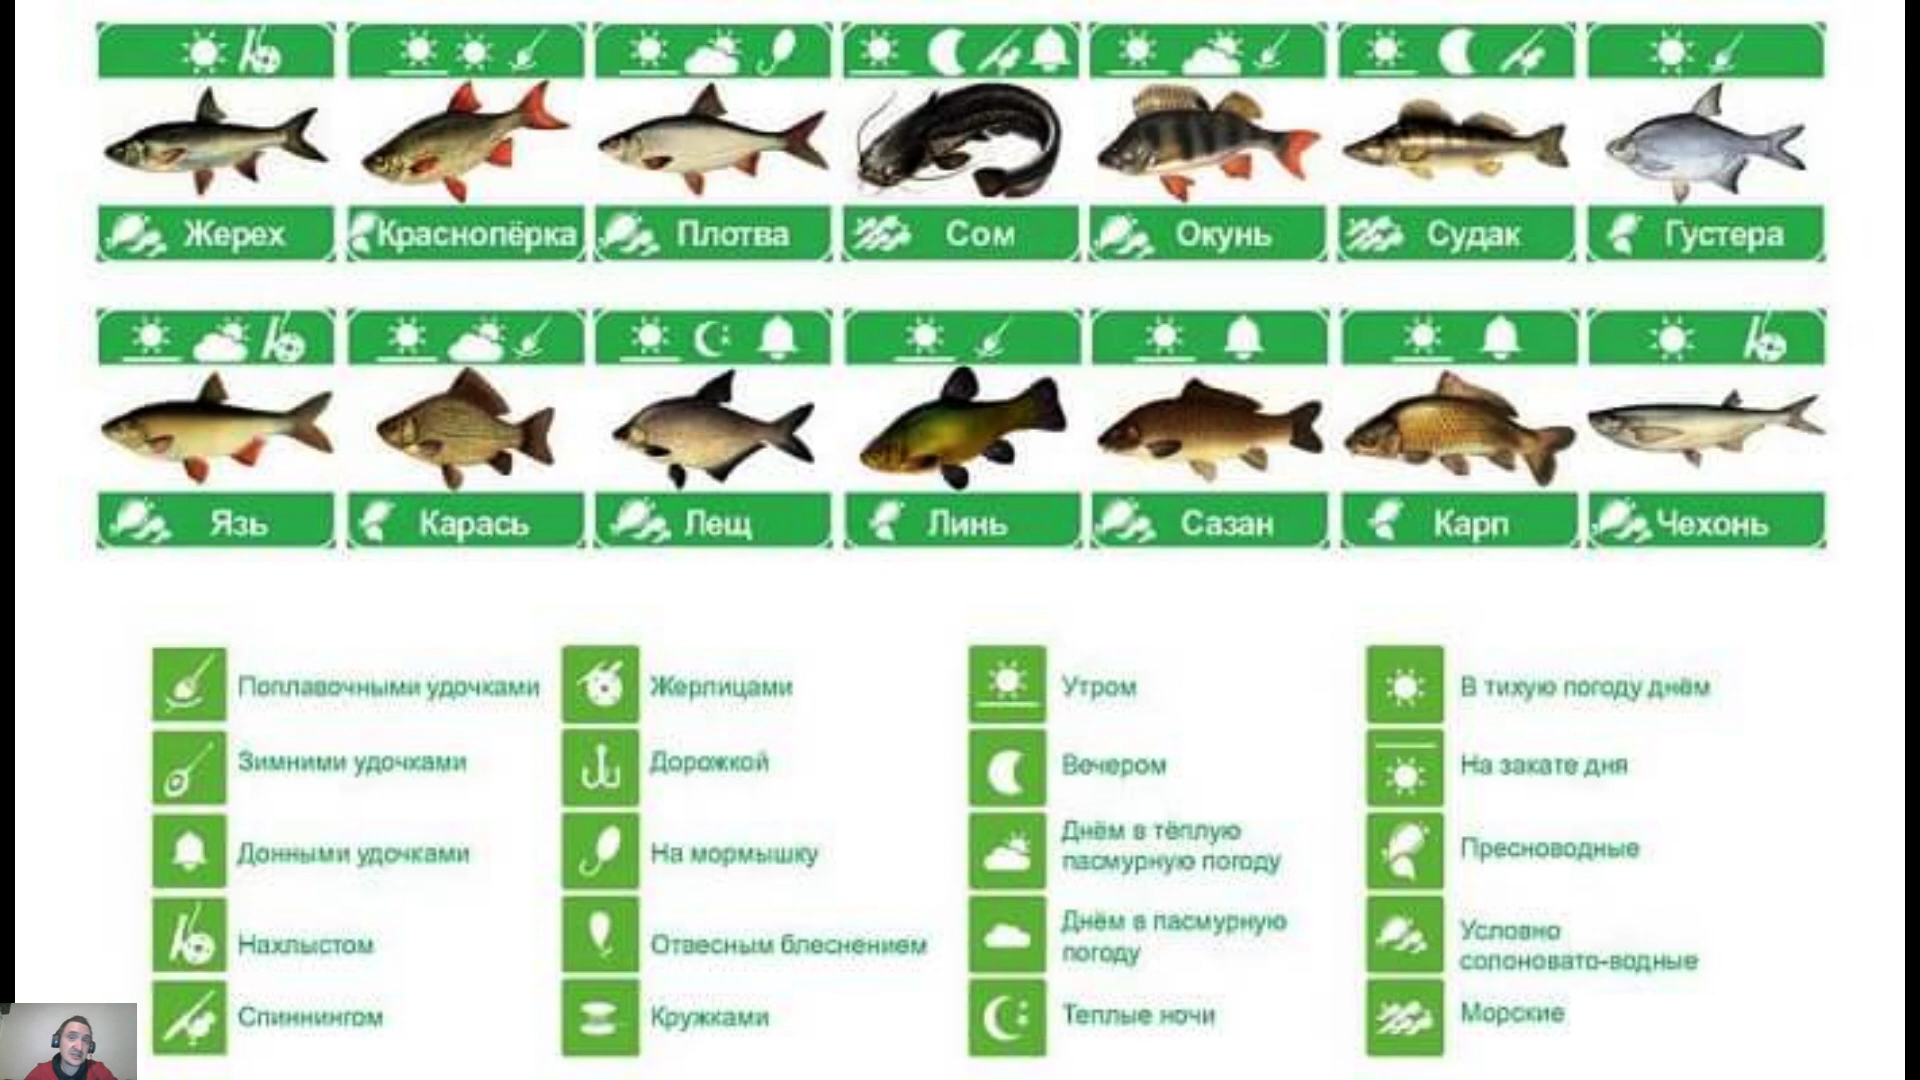 Жерех
Краснопёрка
Плотва
Сом
Окунь
Судак
Густера
Язь
Карась
Лещ
Линь
Сазан
Карп
Чехонь
Поплавочными удочками
Зимними удочками
Донными удочками
Нахлыстом
Спиннингом
Жерлицами
Дорожкой
На мормышку
Отвесным блеснением
Кружками
Утром
Вечером
Днём в тёплую
пасмурную погоду
Днём в пасмурную
погоду
Теплые ночи
В тихую погоду днём
На закате дня
Пресноводные
Условно
солоновато-водные
Морские